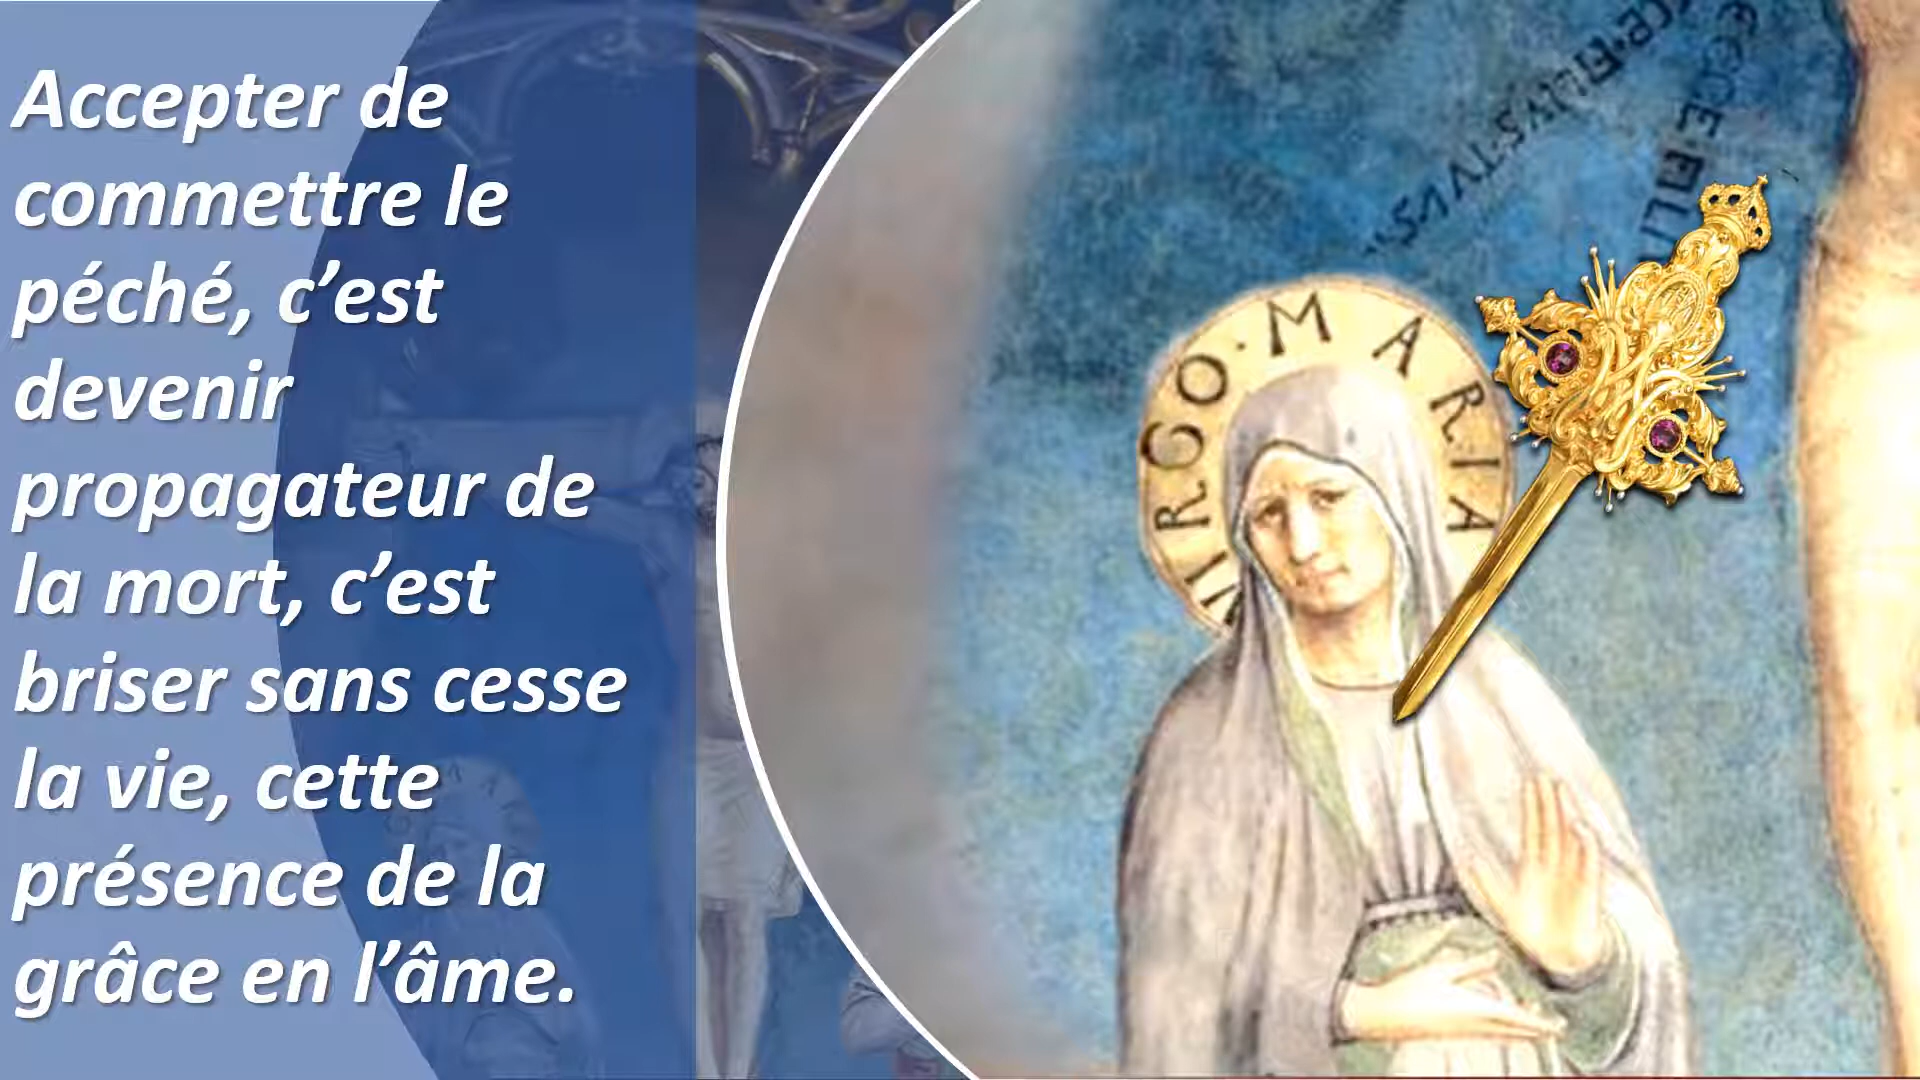 Accepter de
commettre le
péché, c’est
devenir
propagateur de
la mort, c’est
briser sans cesse
la vie, cette
présence de la
grâce en l’âme.
VIRGO·MARIA